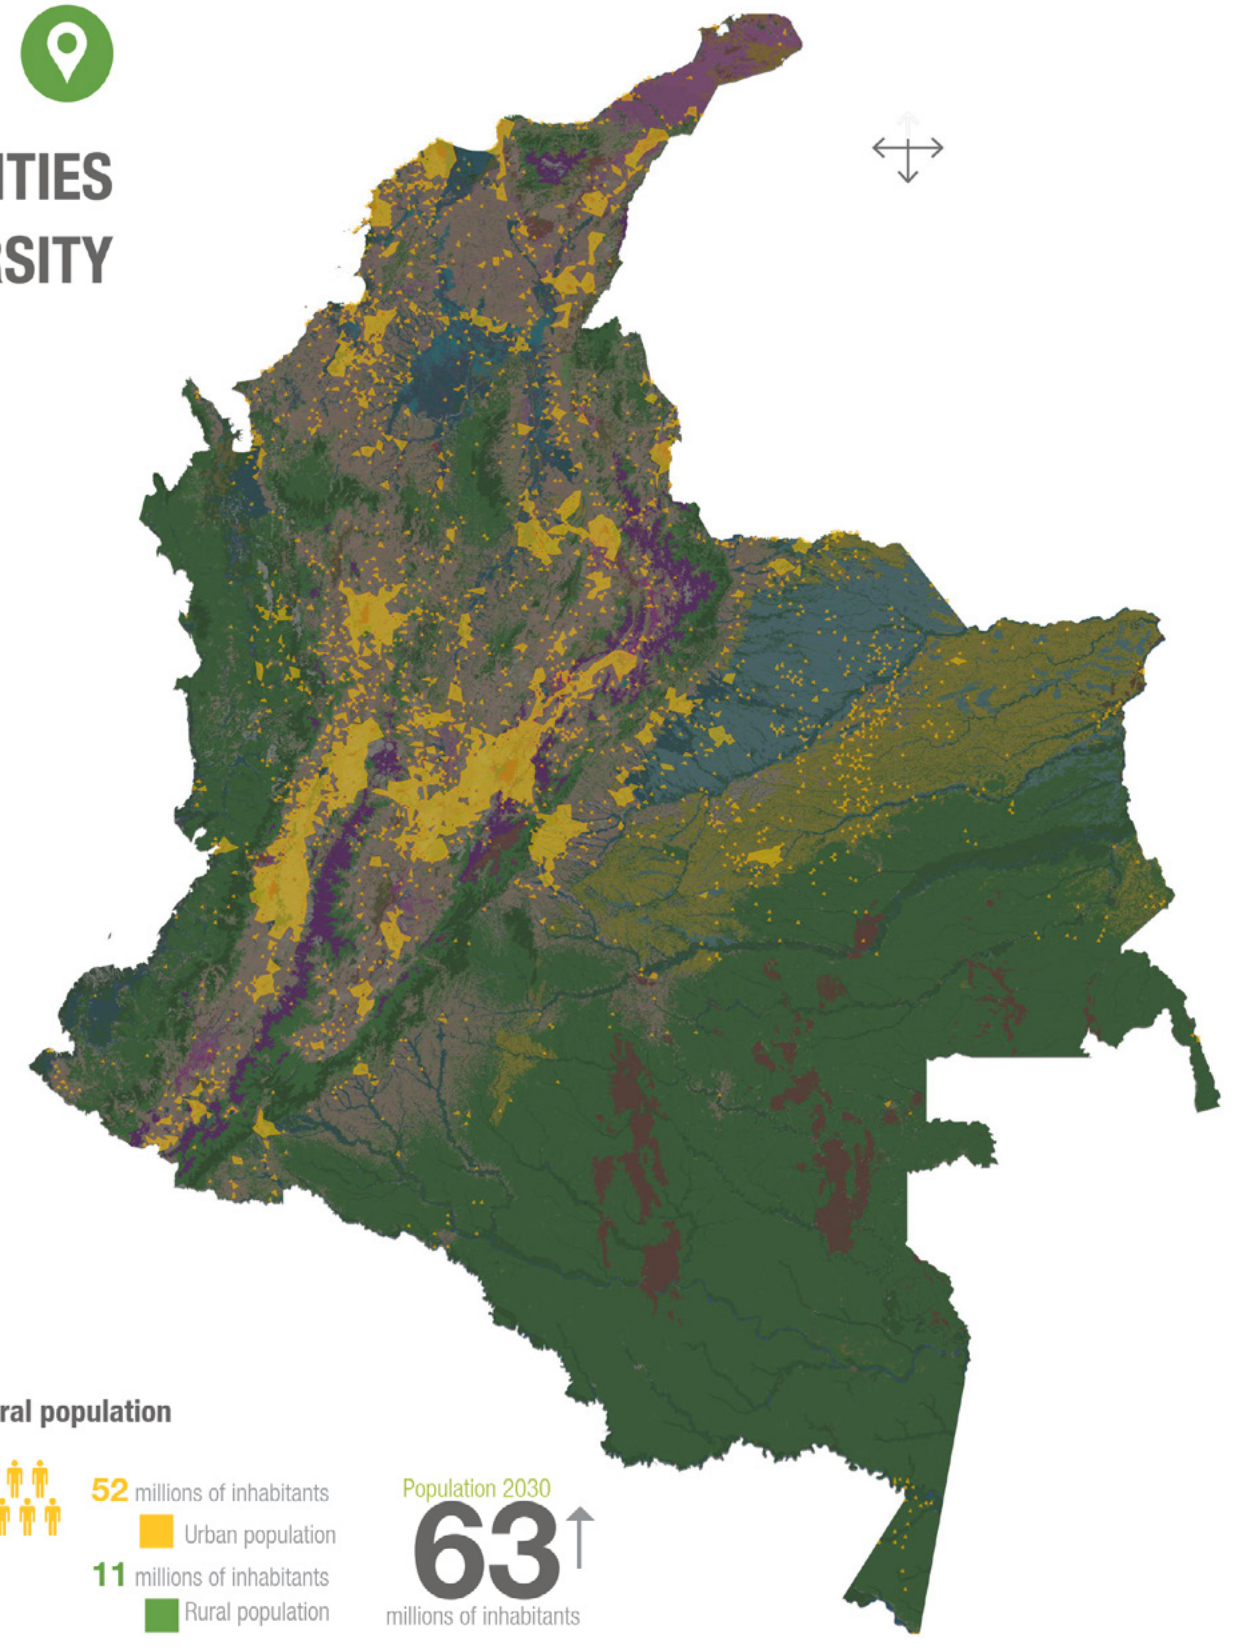 ITIES
RSITY
ral population
52 millions of inhabitants
Urban population
11 millions of inhabitants
Rural population
Population 2030
63
millions of inhabitants